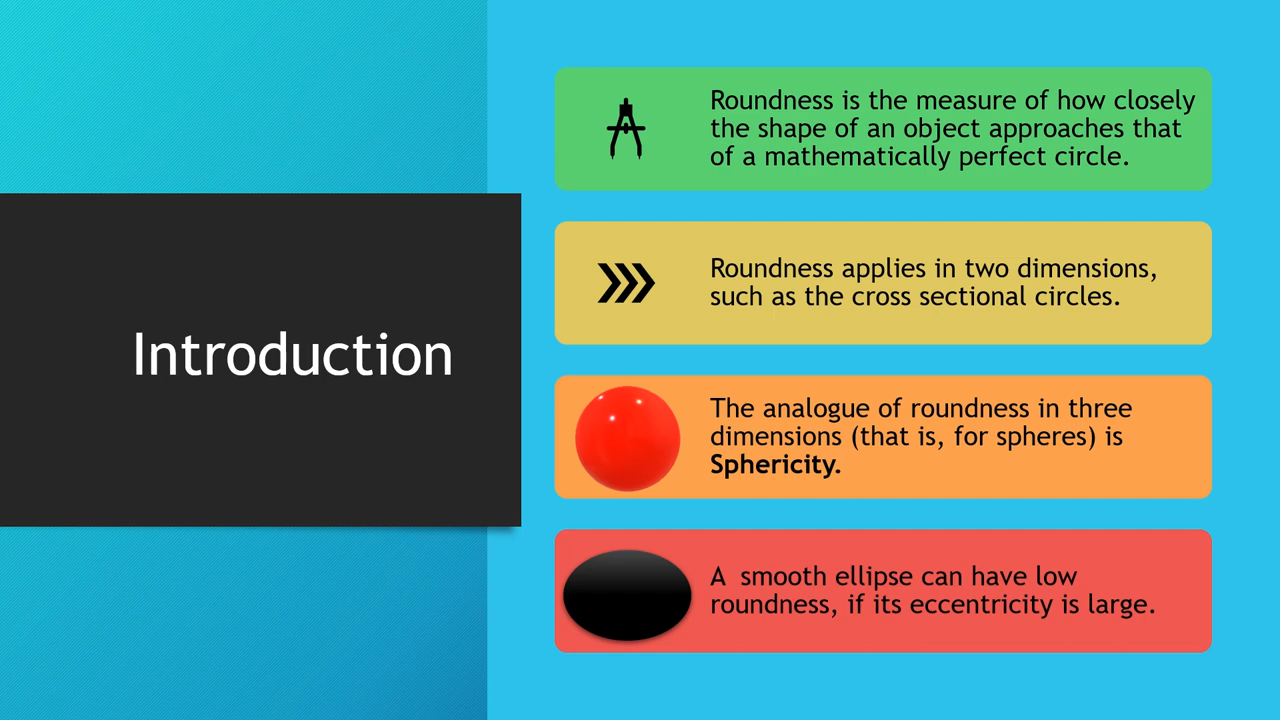 Introduction
Roundness is the measure of how closely
the shape of an object approaches that
of a mathematically perfect circle.
Roundness applies in two dimensions,
such as the cross sectional circles.
The analogue of roundness in three
dimensions (that is, for spheres) is
Sphericity.
A  smooth ellipse can have low
roundness, if its eccentricity is large.